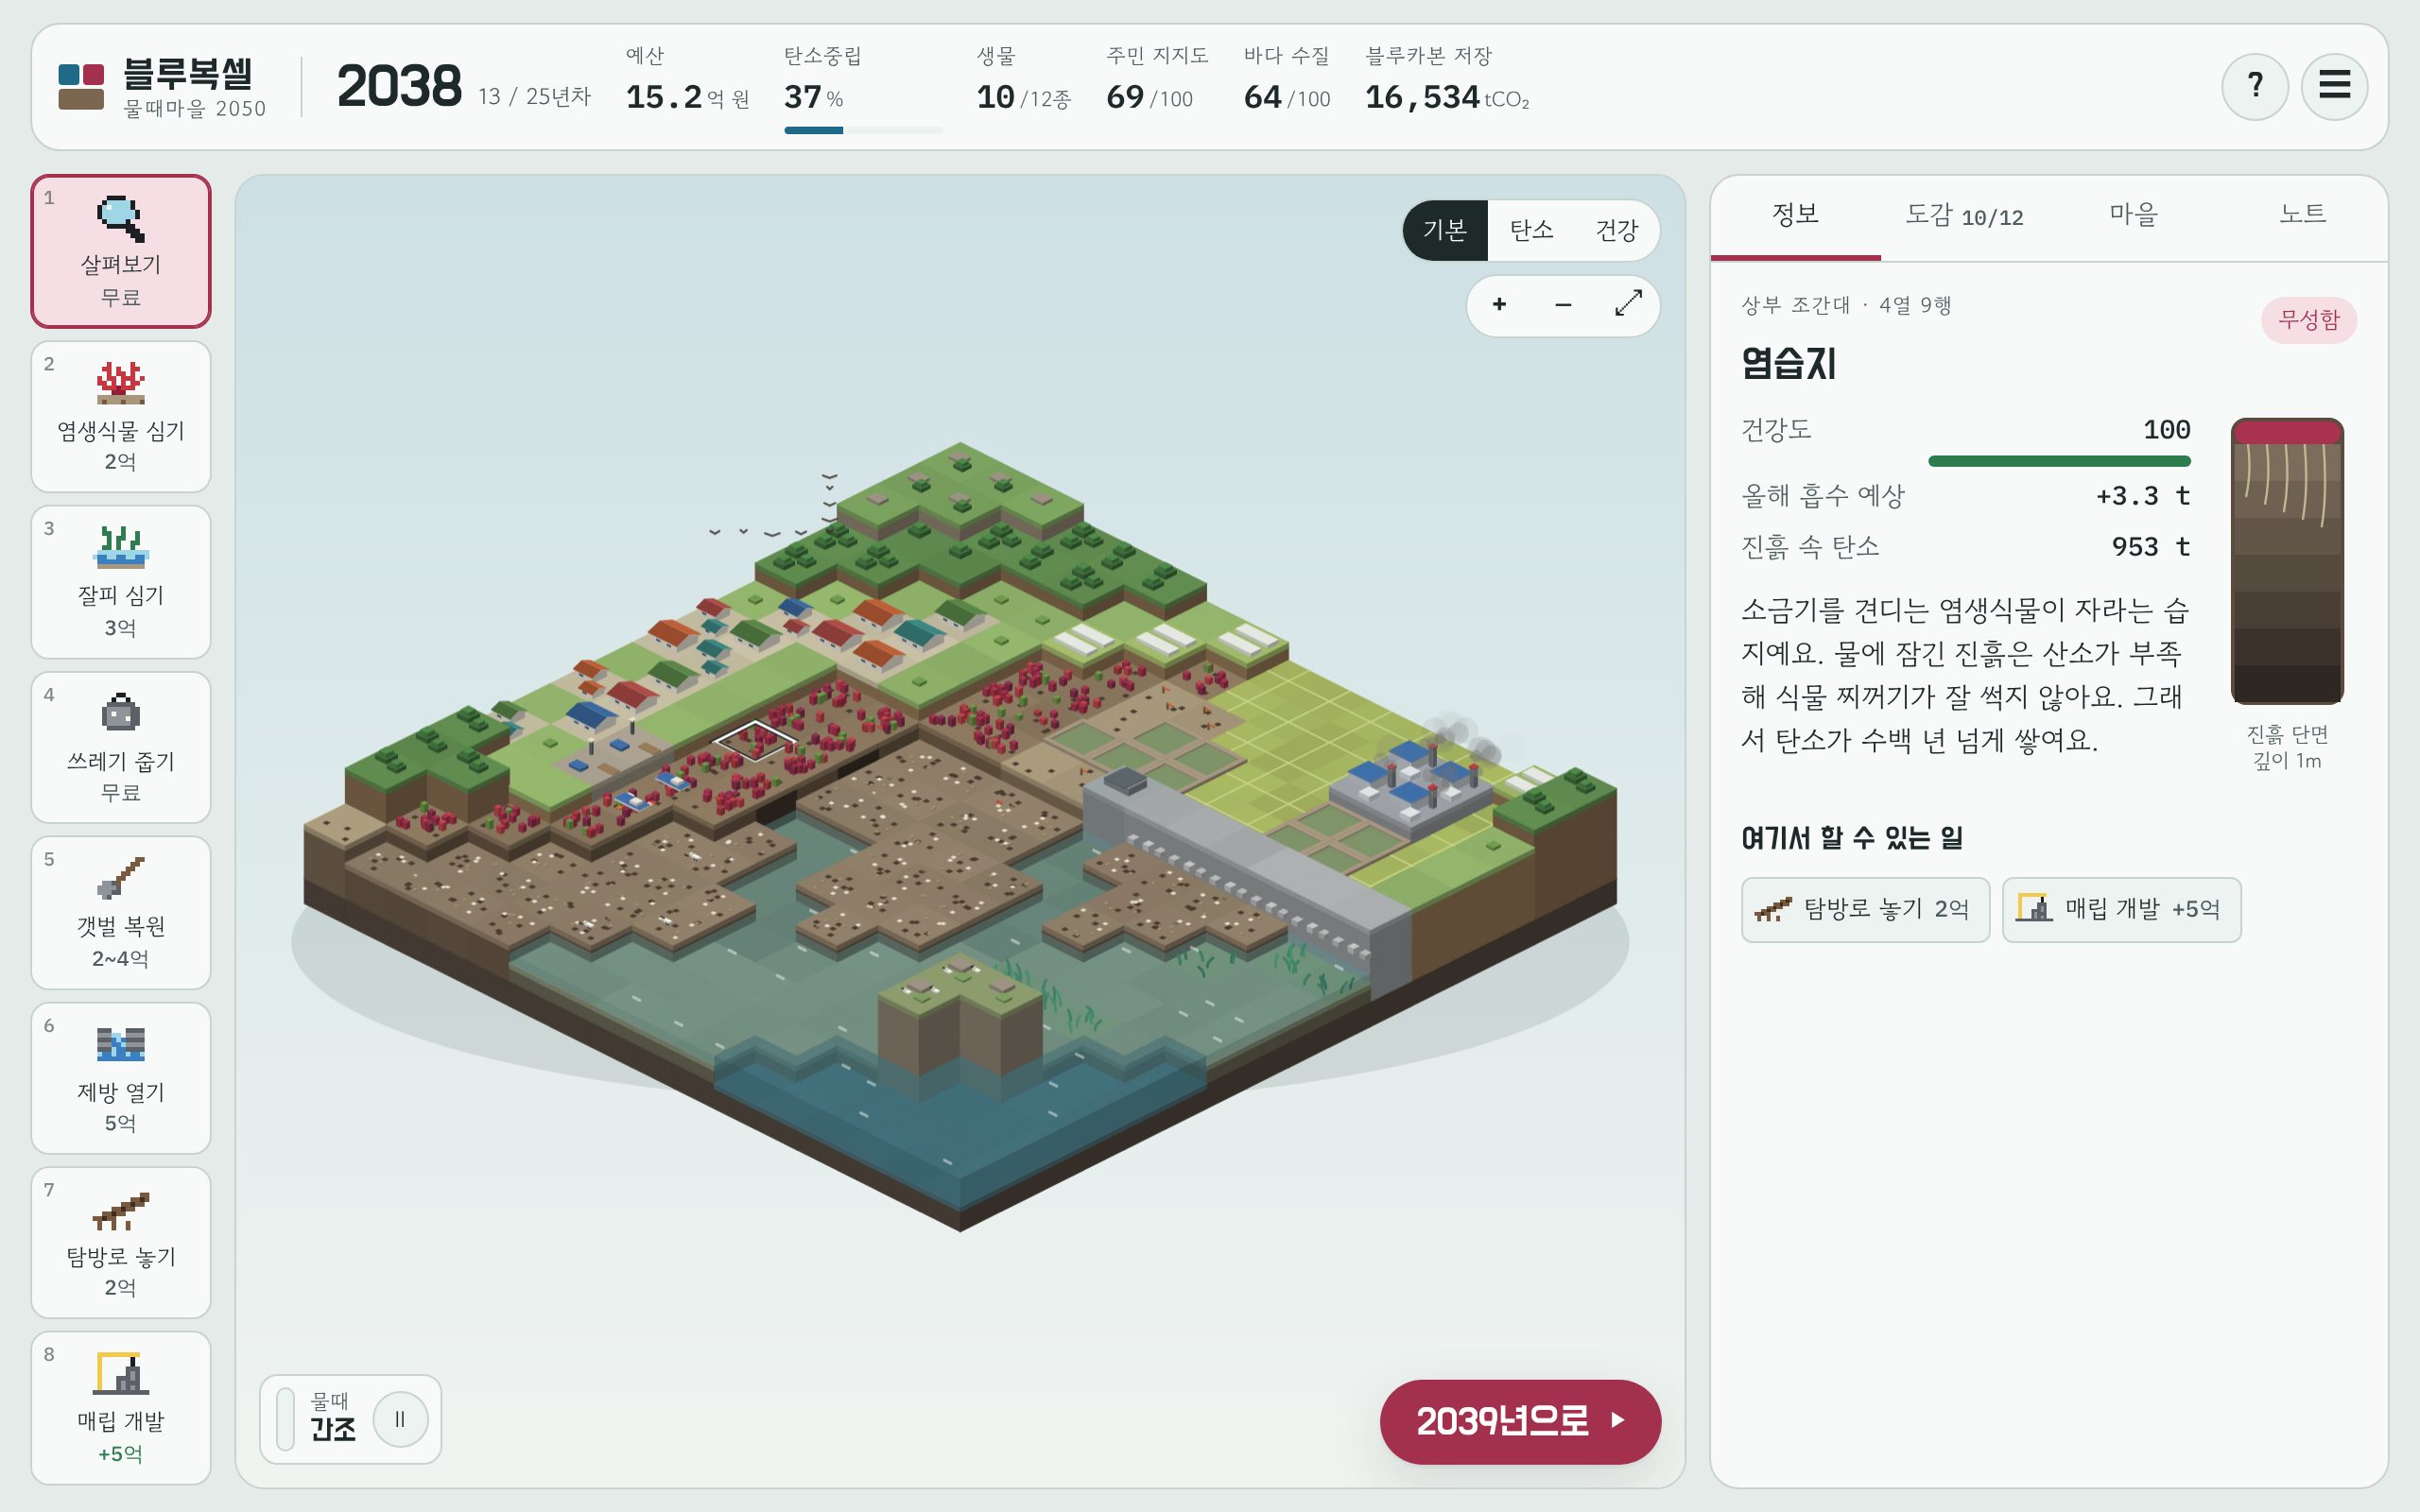 블루복셀
물때마을 2050
2038 13 / 25년차
예산
15.2억 원
탄소중립
37%
생물
10/12종
주민 지지도
69/100
바다 수질
64/100
블루카본 저장
16,534tCO₂
?
1
살펴보기
무료
2
염생식물 심기
2억
3
잘피 심기
3억
4
쓰레기 줍기
무료
5
갯벌 복원
2~4억
6
제방 열기
5억
7
탐방로 놓기
2억
8
매립 개발
+5억
기본 탄소 건강
+ −
물때
간조
2039년으로
정보 도감 10/12 마을 노트
상부 조간대 · 4열 9행
무성함
염습지
건강도 100
올해 흡수 예상 +3.3 t
진흙 속 탄소 953 t
소금기를 견디는 염생식물이 자라는 습
지예요. 물에 잠긴 진흙은 산소가 부족
해 식물 찌꺼기가 잘 썩지 않아요. 그래
서 탄소가 수백 년 넘게 쌓여요.
진흙 단면
깊이 1m
여기서 할 수 있는 일
탐방로 놓기 2억
매립 개발 +5억